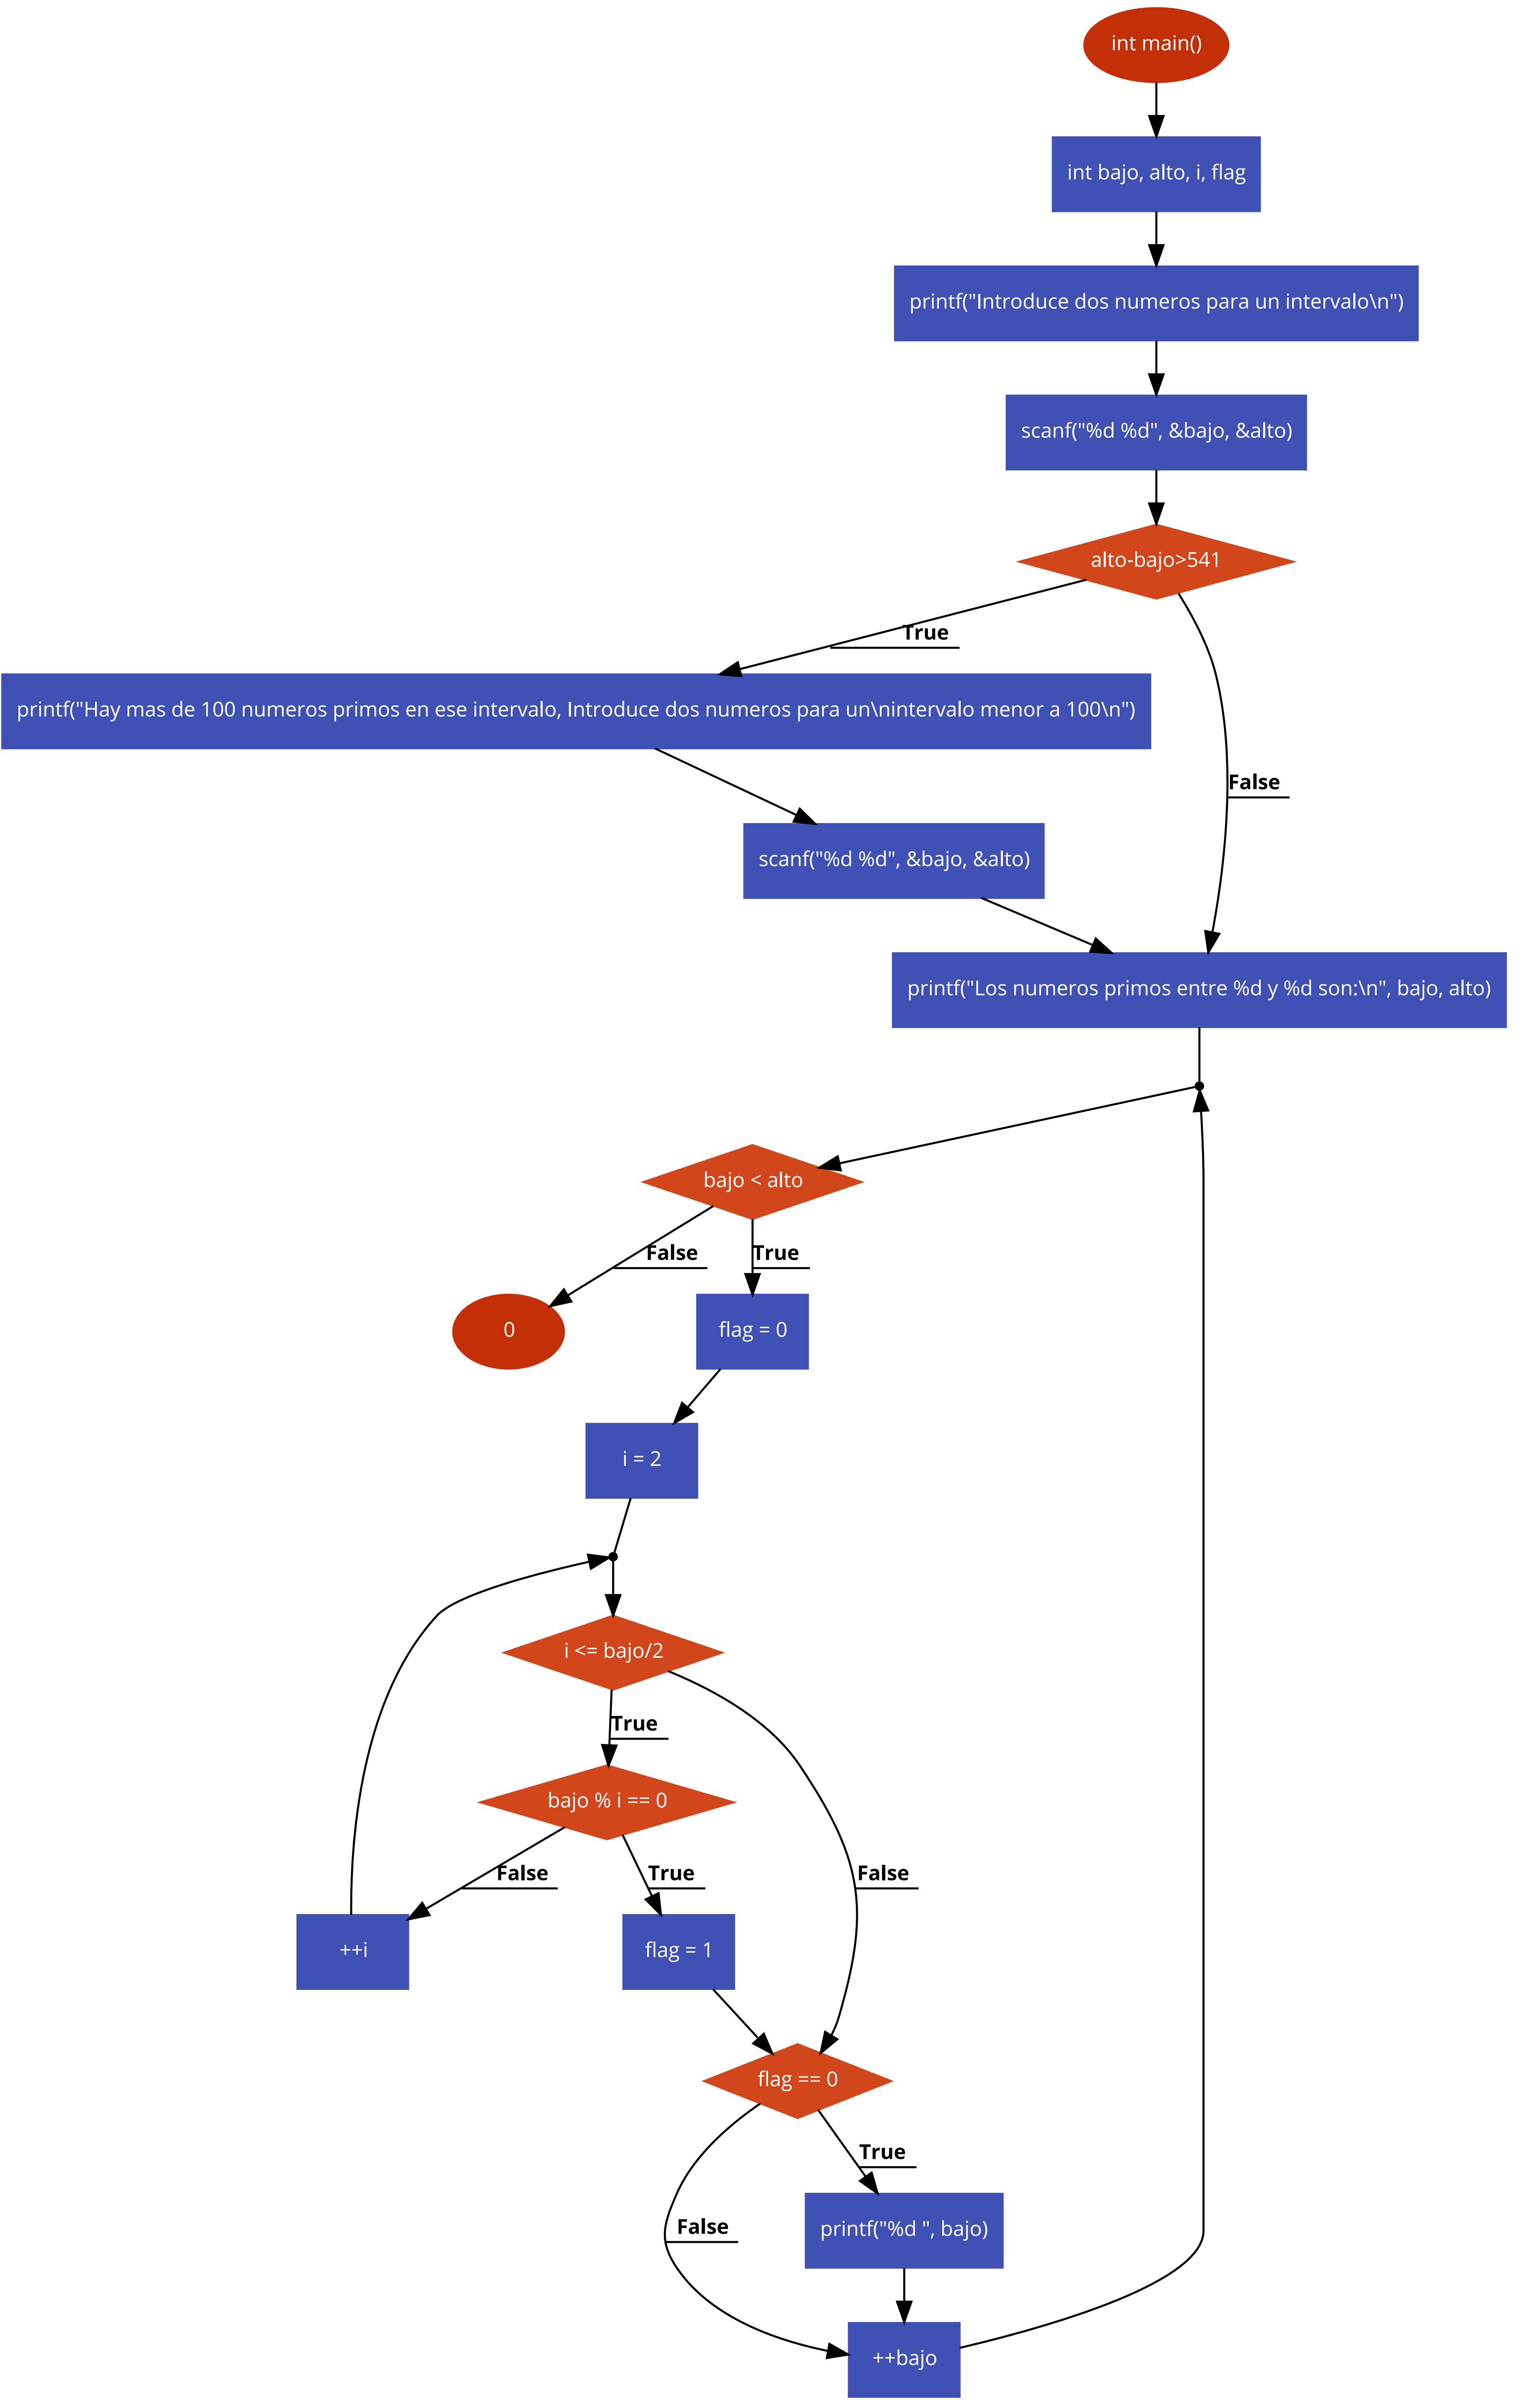 int main()
int bajo, alto, i, flag
printf("Introduce dos numeros para un intervalo\n")
scanf("%d %d", &bajo, &alto)
alto-bajo>541
True
printf("Hay mas de 100 numeros primos en ese intervalo, Introduce dos numeros para un\nintervalo menor a 100\n")
False
scanf("%d %d", &bajo, &alto)
printf("Los numeros primos entre %d y %d son:\n", bajo, alto)
bajo < alto
False
True
0
flag = 0
i = 2
i <= bajo/2
True
bajo % i == 0
False
True
False
++i
flag = 1
flag == 0
True
False
printf("%d ", bajo)
++bajo